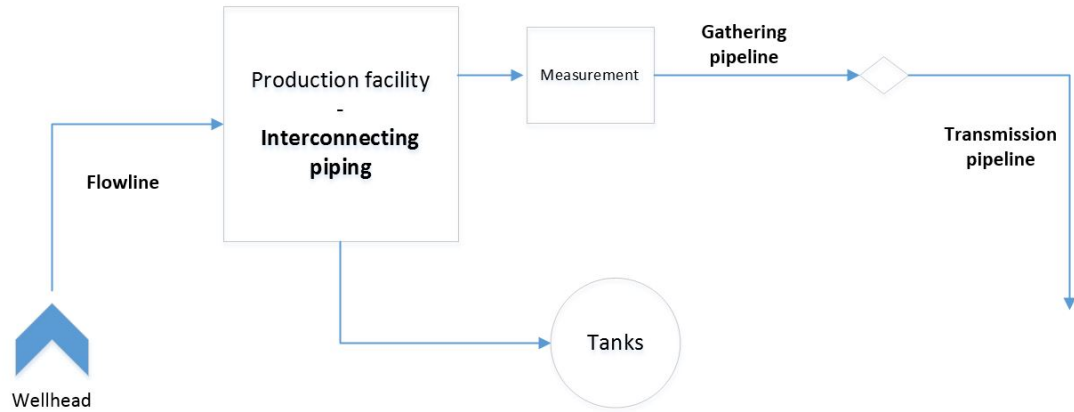 Gathering
pipeline
Production facility
-
Interconnecting
piping
Measurement
Transmission
pipeline
Flowline
Tanks
Wellhead